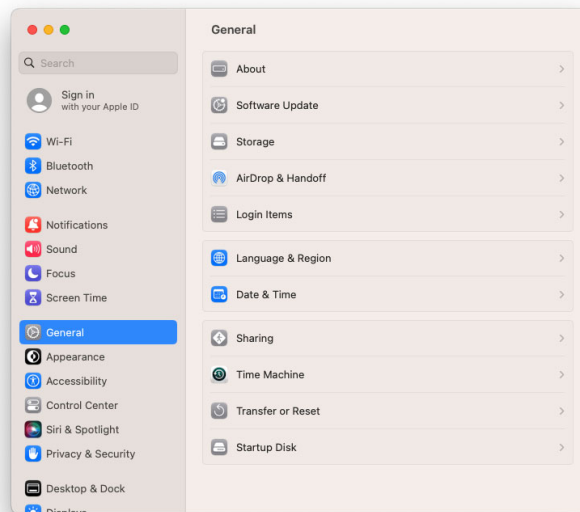 General
Search
Sign in
with your Apple ID
Wi-Fi
Bluetooth
Network
Notifications
Sound
Focus
Screen Time
General
Appearance
Accessibility
Control Center
Siri & Spotlight
Privacy & Security
Desktop & Dock
Displays
About
Software Update
Storage
AirDrop & Handoff
Login Items
Language & Region
Date & Time
Sharing
Time Machine
Transfer or Reset
Startup Disk